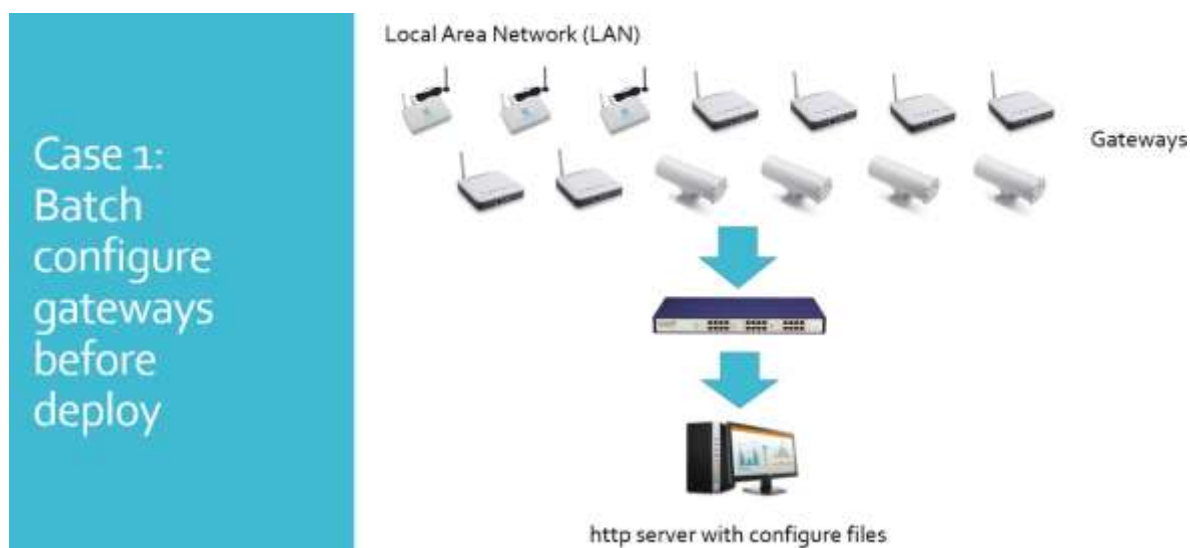 Local Area Network (LAN)
Gateways
Case 1:
Batch
configure
gateways
before
deploy
http server with configure files